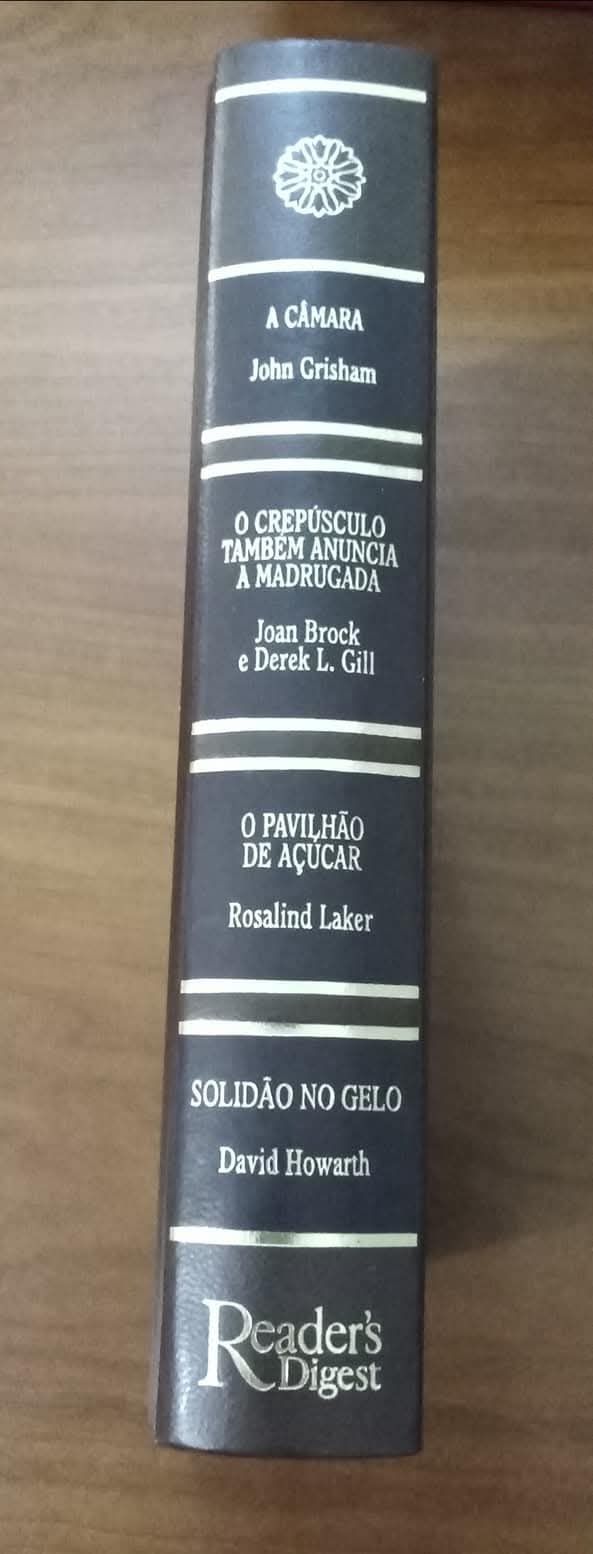 A CÂMARA
John Grisham
O CREPÚSCULO
TAMBÉM ANUNCIA
A MADRUGADA
Joan Brock
e Derek L. Gill
O PAVILHÃO
DE AÇÚCAR
Rosalind Laker
SOLIDÃO NO GELO
David Howarth
Reader's
Digest